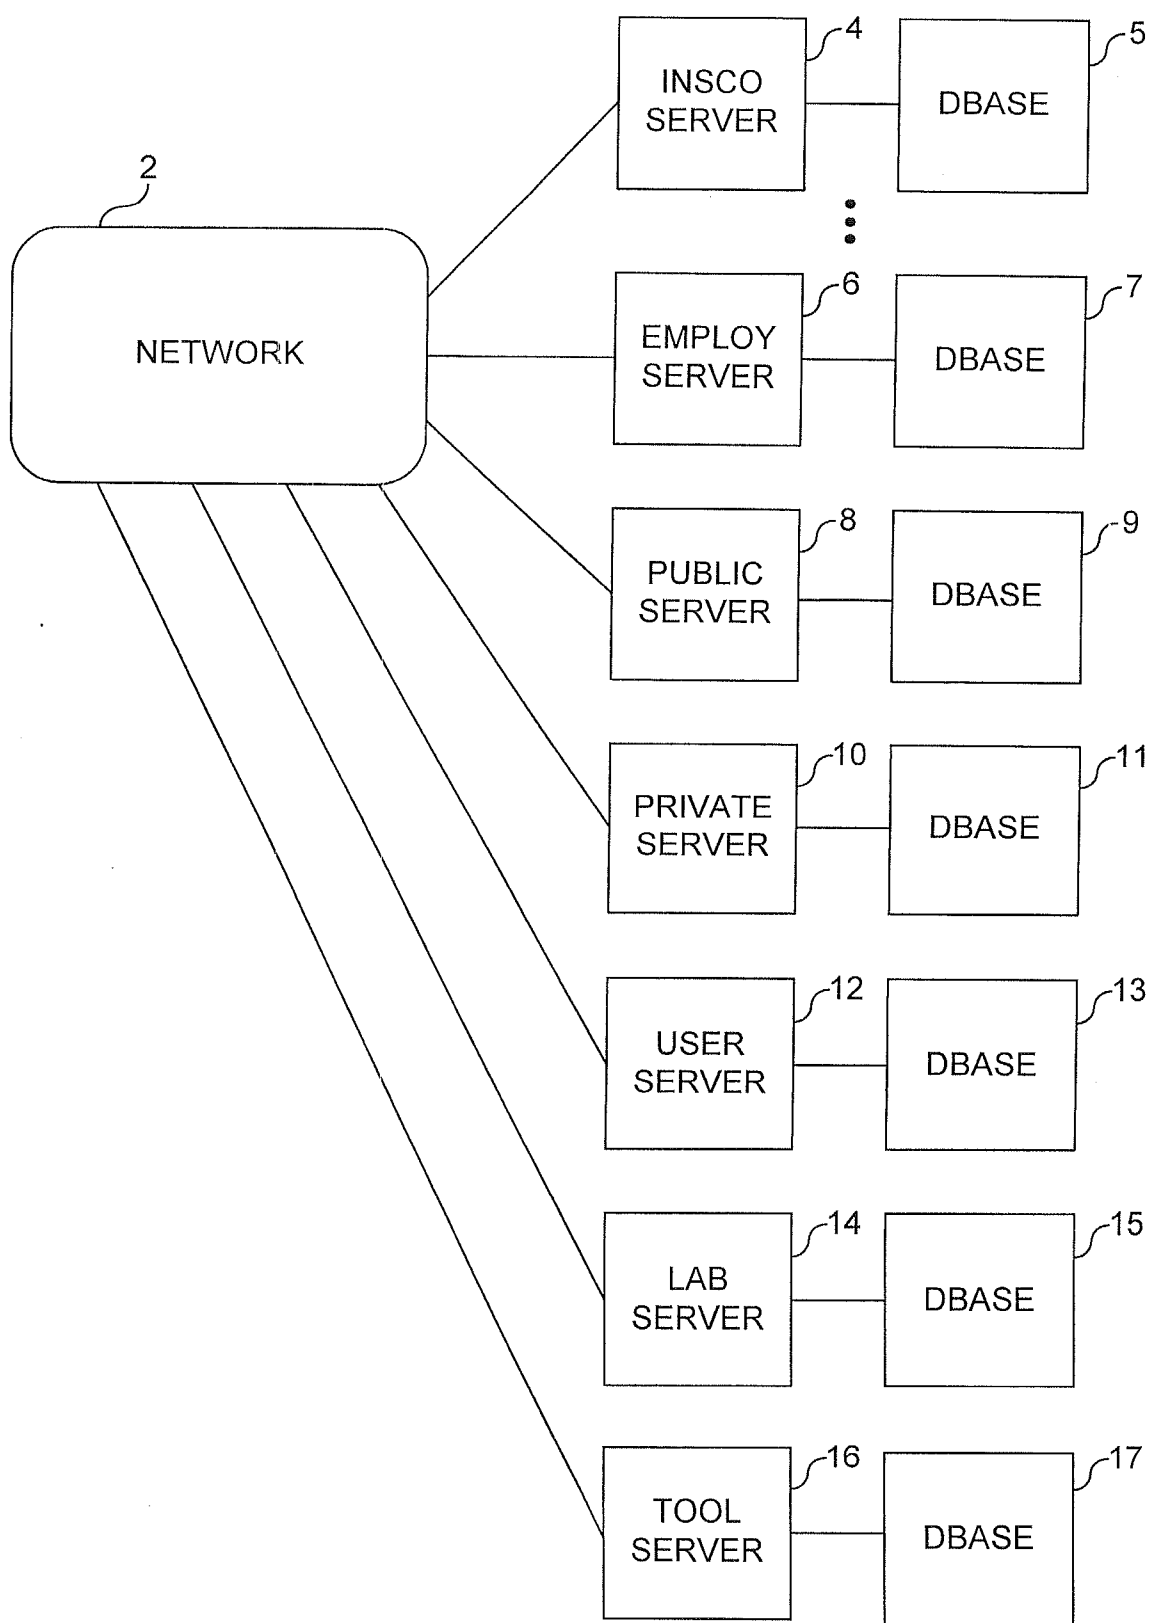 4
5
INSCO
SERVER
DBASE
2
NETWORK
6
7
EMPLOY
SERVER
DBASE
8
9
PUBLIC
SERVER
DBASE
10
11
PRIVATE
SERVER
DBASE
12
13
USER
SERVER
DBASE
14
15
LAB
SERVER
DBASE
16
17
TOOL
SERVER
DBASE